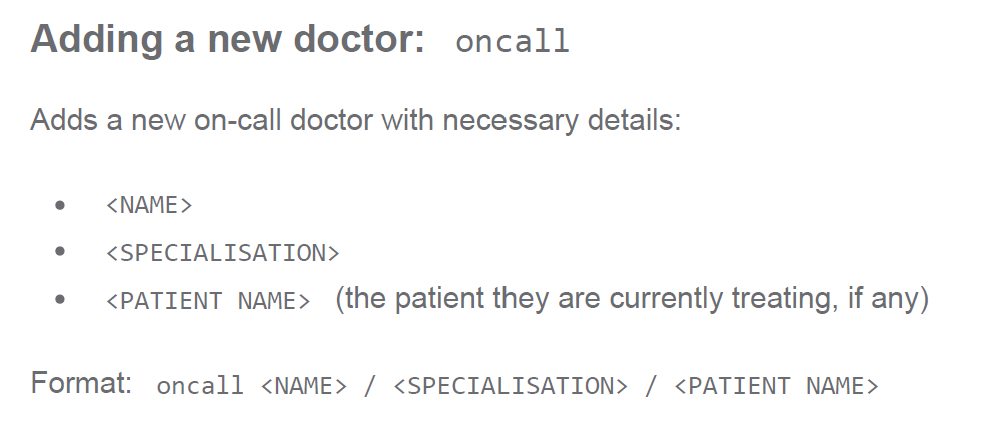 Adding a new doctor: oncall
Adds a new on-call doctor with necessary details:
• <NAME>
• <SPECIALISATION>
• <PATIENT NAME> (the patient they are currently treating, if any)
Format: oncall <NAME> / <SPECIALISATION> / <PATIENT NAME>